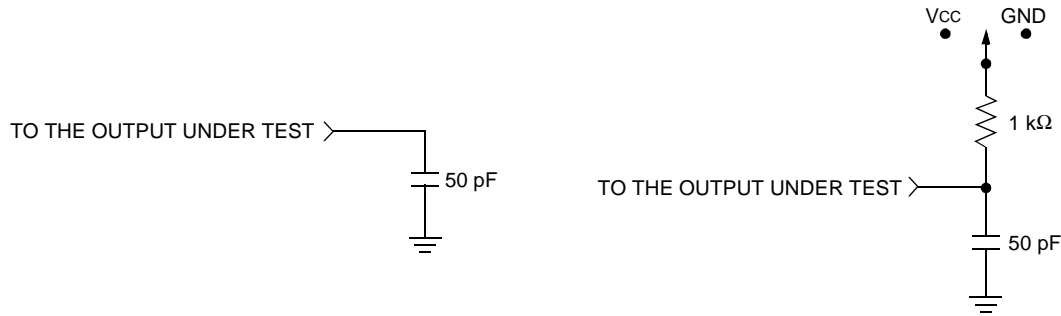 TO THE OUTPUT UNDER TEST
50 pF
VCC
GND
1 kΩ
TO THE OUTPUT UNDER TEST
50 pF